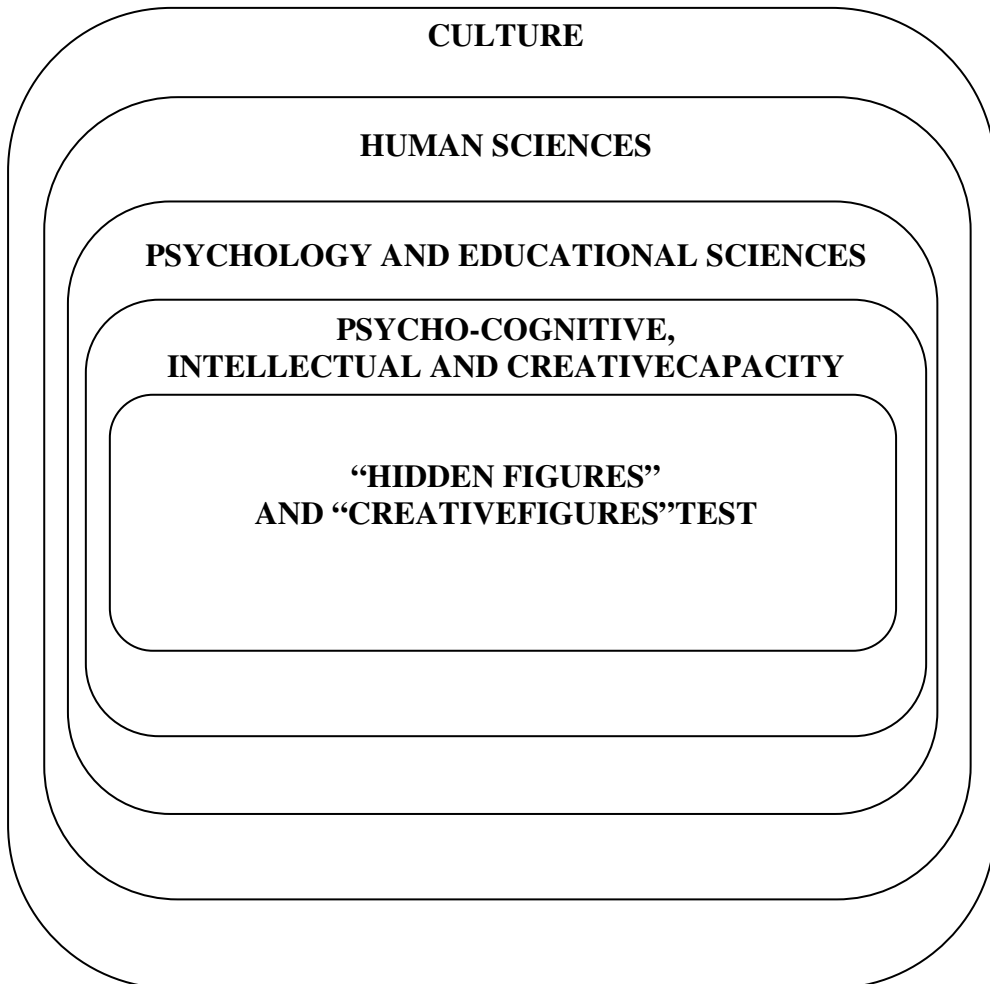 CULTURE
HUMAN SCIENCES
PSYCHOLOGY AND EDUCATIONAL SCIENCES
PSYCHO-COGNITIVE,
INTELLECTUAL AND CREATIVECAPACITY
“HIDDEN FIGURES”
AND “CREATIVEFIGURES”TEST